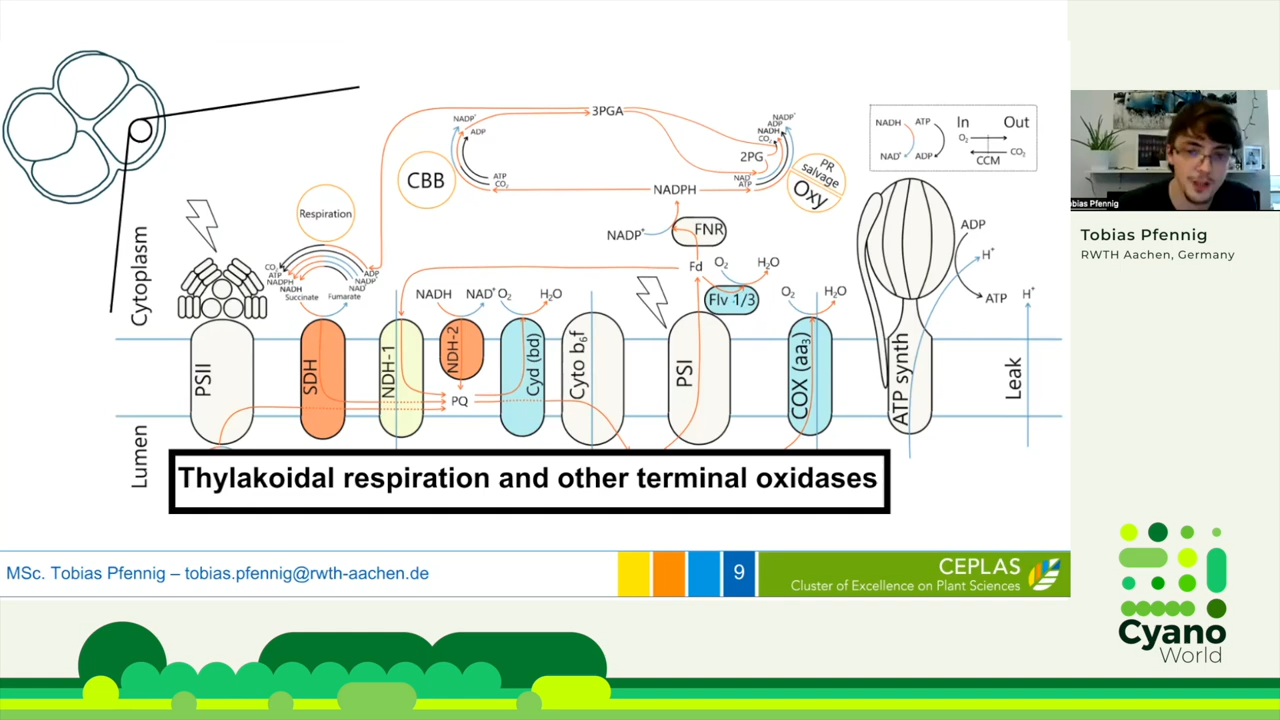 3PGA
NADP⁺
ADP
NADP⁺
ADP
NADH
CO₂
NADH
ATP
In
Out
O₂
CO₂
NAD⁺
ADP
CCM
2PG
PR salvage
Oxy
CBB
ATP
CO₂
NAD⁺
ATP
NADPH
Respiration
NADP⁺
FNR
ADP
H⁺
Cytoplasm
CO₂
ATP
NADPH
NADH
ADP
NADP⁺
NAD⁺
Succinate
Fumarate
Fd
O₂
H₂O
NADH
NAD⁺
O₂
H₂O
Flv 1/3
O₂
H₂O
ATP
H⁺
PSII
SDH
NDH-1
NDH-2
Cyd (bd)
Cyto b₆f
PSI
COX (aa₃)
ATP synth
Leak
PQ
Lumen
Thylakoidal respiration and other terminal oxidases
MSc. Tobias Pfennig – tobias.pfennig@rwth-aachen.de
9
CEPLAS
Cluster of Excellence on Plant Sciences
obias Pfennig
Tobias Pfennig
RWTH Aachen, Germany
Cyano
World